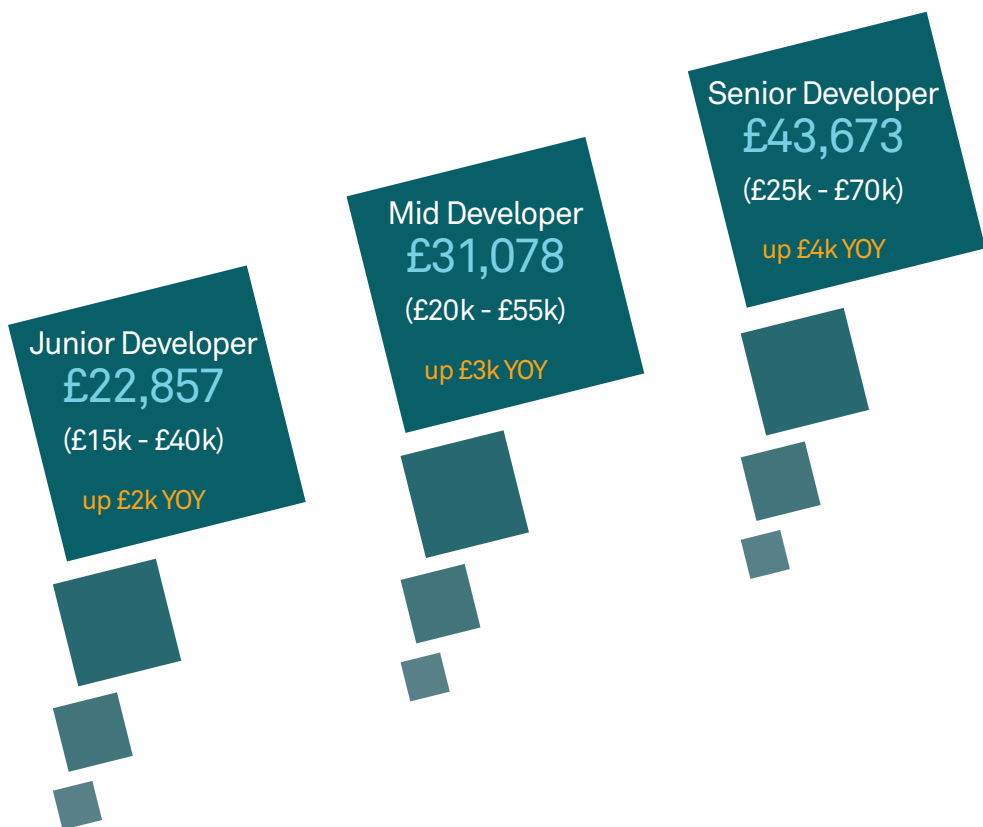 Junior Developer
£22,857
(£15k - £40k)
up £2k YOY
Mid Developer
£31,078
(£20k - £55k)
up £3k YOY
Senior Developer
£43,673
(£25k - £70k)
up £4k YOY